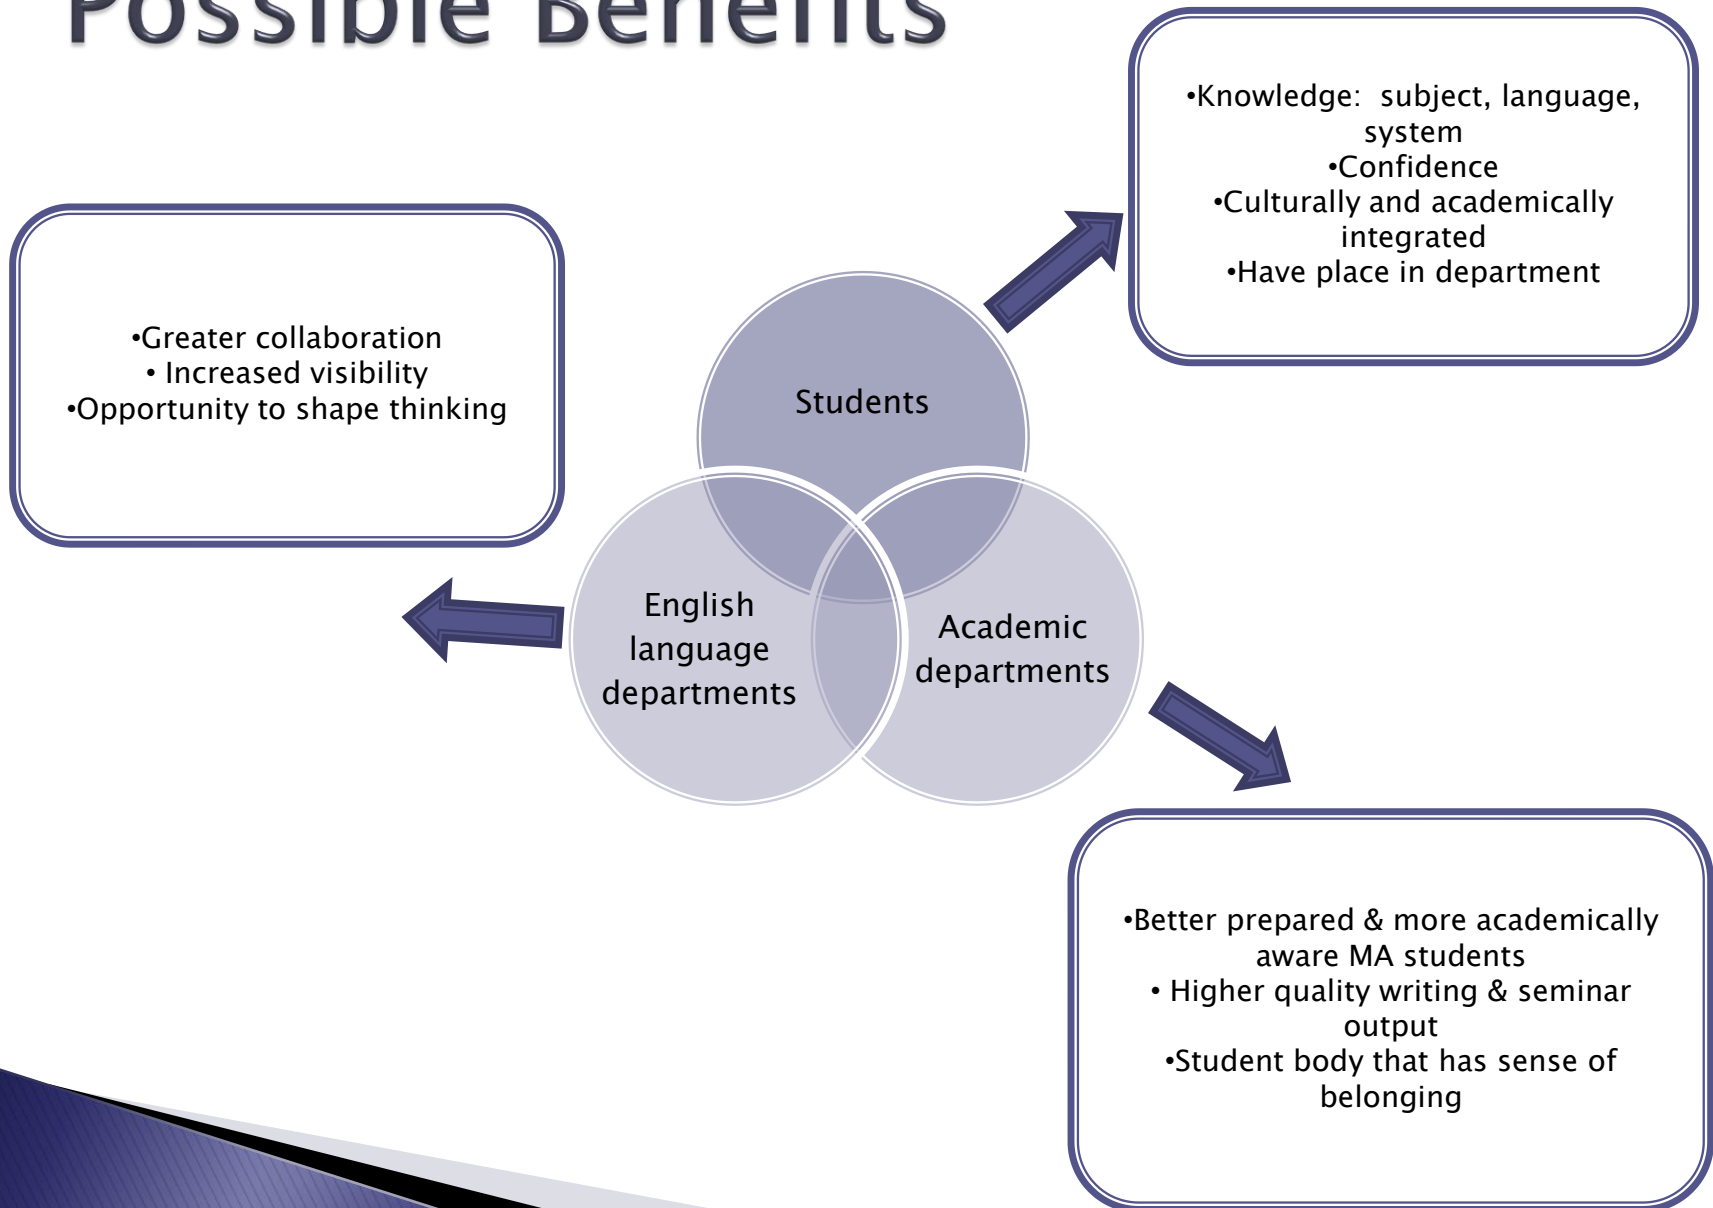 Possible Benefits
•Knowledge:  subject, language,
system
•Confidence
•Culturally and academically
integrated
•Have place in department
•Greater collaboration
• Increased visibility
•Opportunity to shape thinking
Students
English
language
departments
Academic
departments
•Better prepared & more academically
aware MA students
• Higher quality writing & seminar
output
•Student body that has sense of
belonging